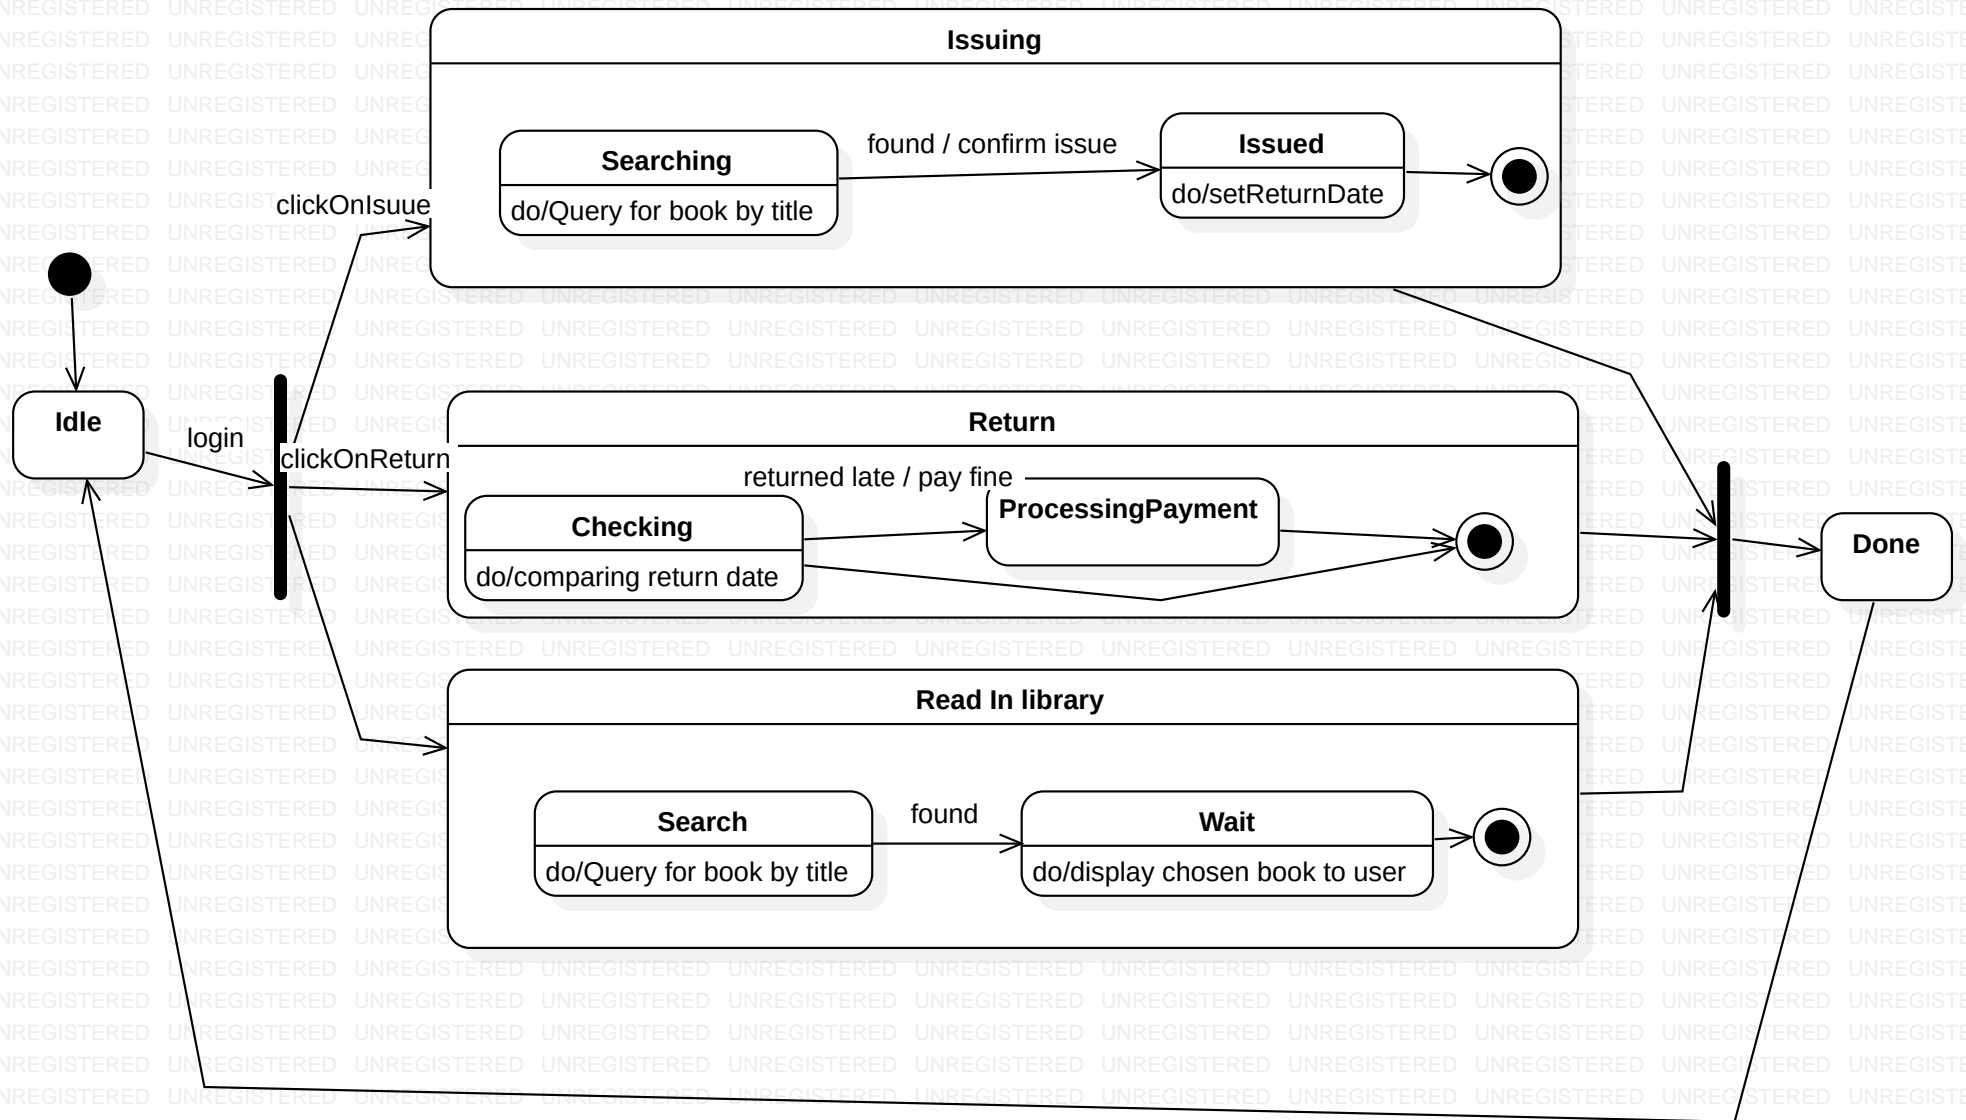 Issuing
Searching
do/Query for book by title
found / confirm issue
Issued
do/setReturnDate
clickOnIsuue
Idle
login
clickOnReturn
Return
returned late / pay fine
Checking
do/comparing return date
ProcessingPayment
Done
Read In library
Search
do/Query for book by title
found
Wait
do/display chosen book to user
UNREGISTERED